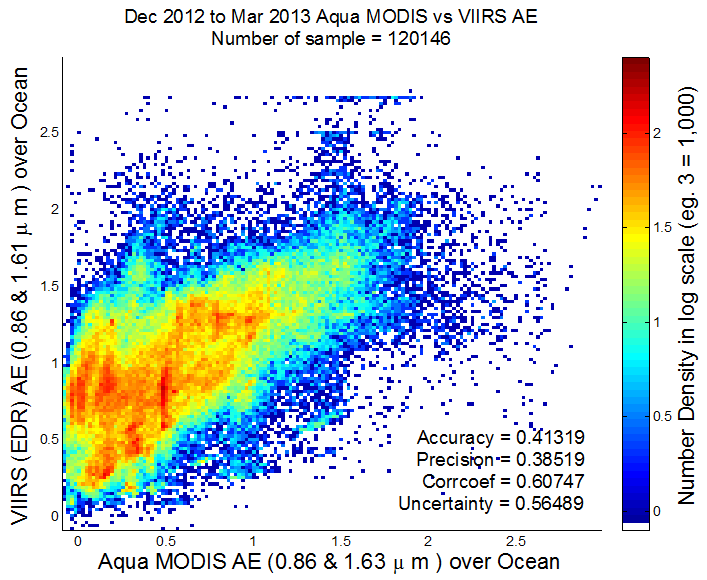 Dec 2012 to Mar 2013 Aqua MODIS vs VIIRS AE
Number of sample = 120146
VIIRS (EDR) AE (0.86 & 1.61 μ m ) over Ocean
2.5
2
1.5
1
0.5
0
Accuracy = 0.41319
Precision = 0.38519
Corrcoef = 0.60747
Uncertainty = 0.56489
0
0.5
1
1.5
2
2.5
Aqua MODIS AE (0.86 & 1.63 μ m ) over Ocean
2
1.5
1
0.5
0
Number Density in log scale (eg. 3 = 1,000)